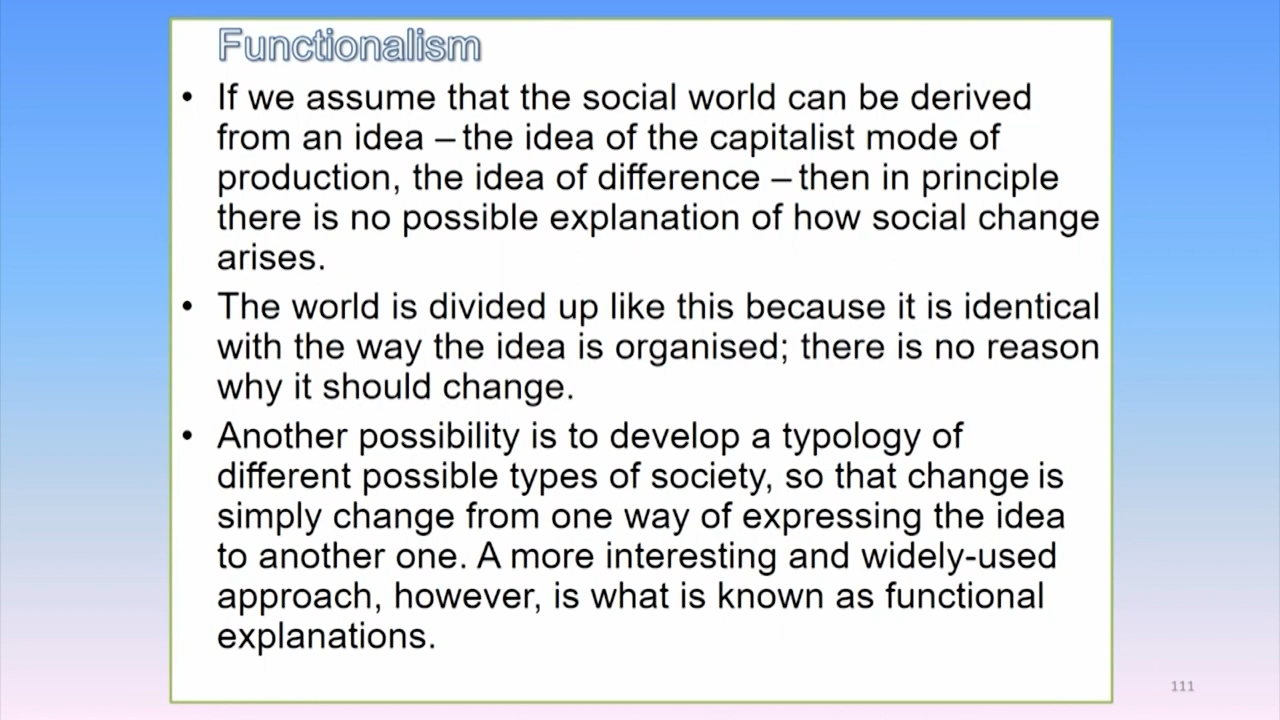 Functionalism
• If we assume that the social world can be derived
from an idea – the idea of the capitalist mode of
production, the idea of difference – then in principle
there is no possible explanation of how social change
arises.
• The world is divided up like this because it is identical
with the way the idea is organised; there is no reason
why it should change.
• Another possibility is to develop a typology of
different possible types of society, so that change is
simply change from one way of expressing the idea
to another one. A more interesting and widely-used
approach, however, is what is known as functional
explanations.
111